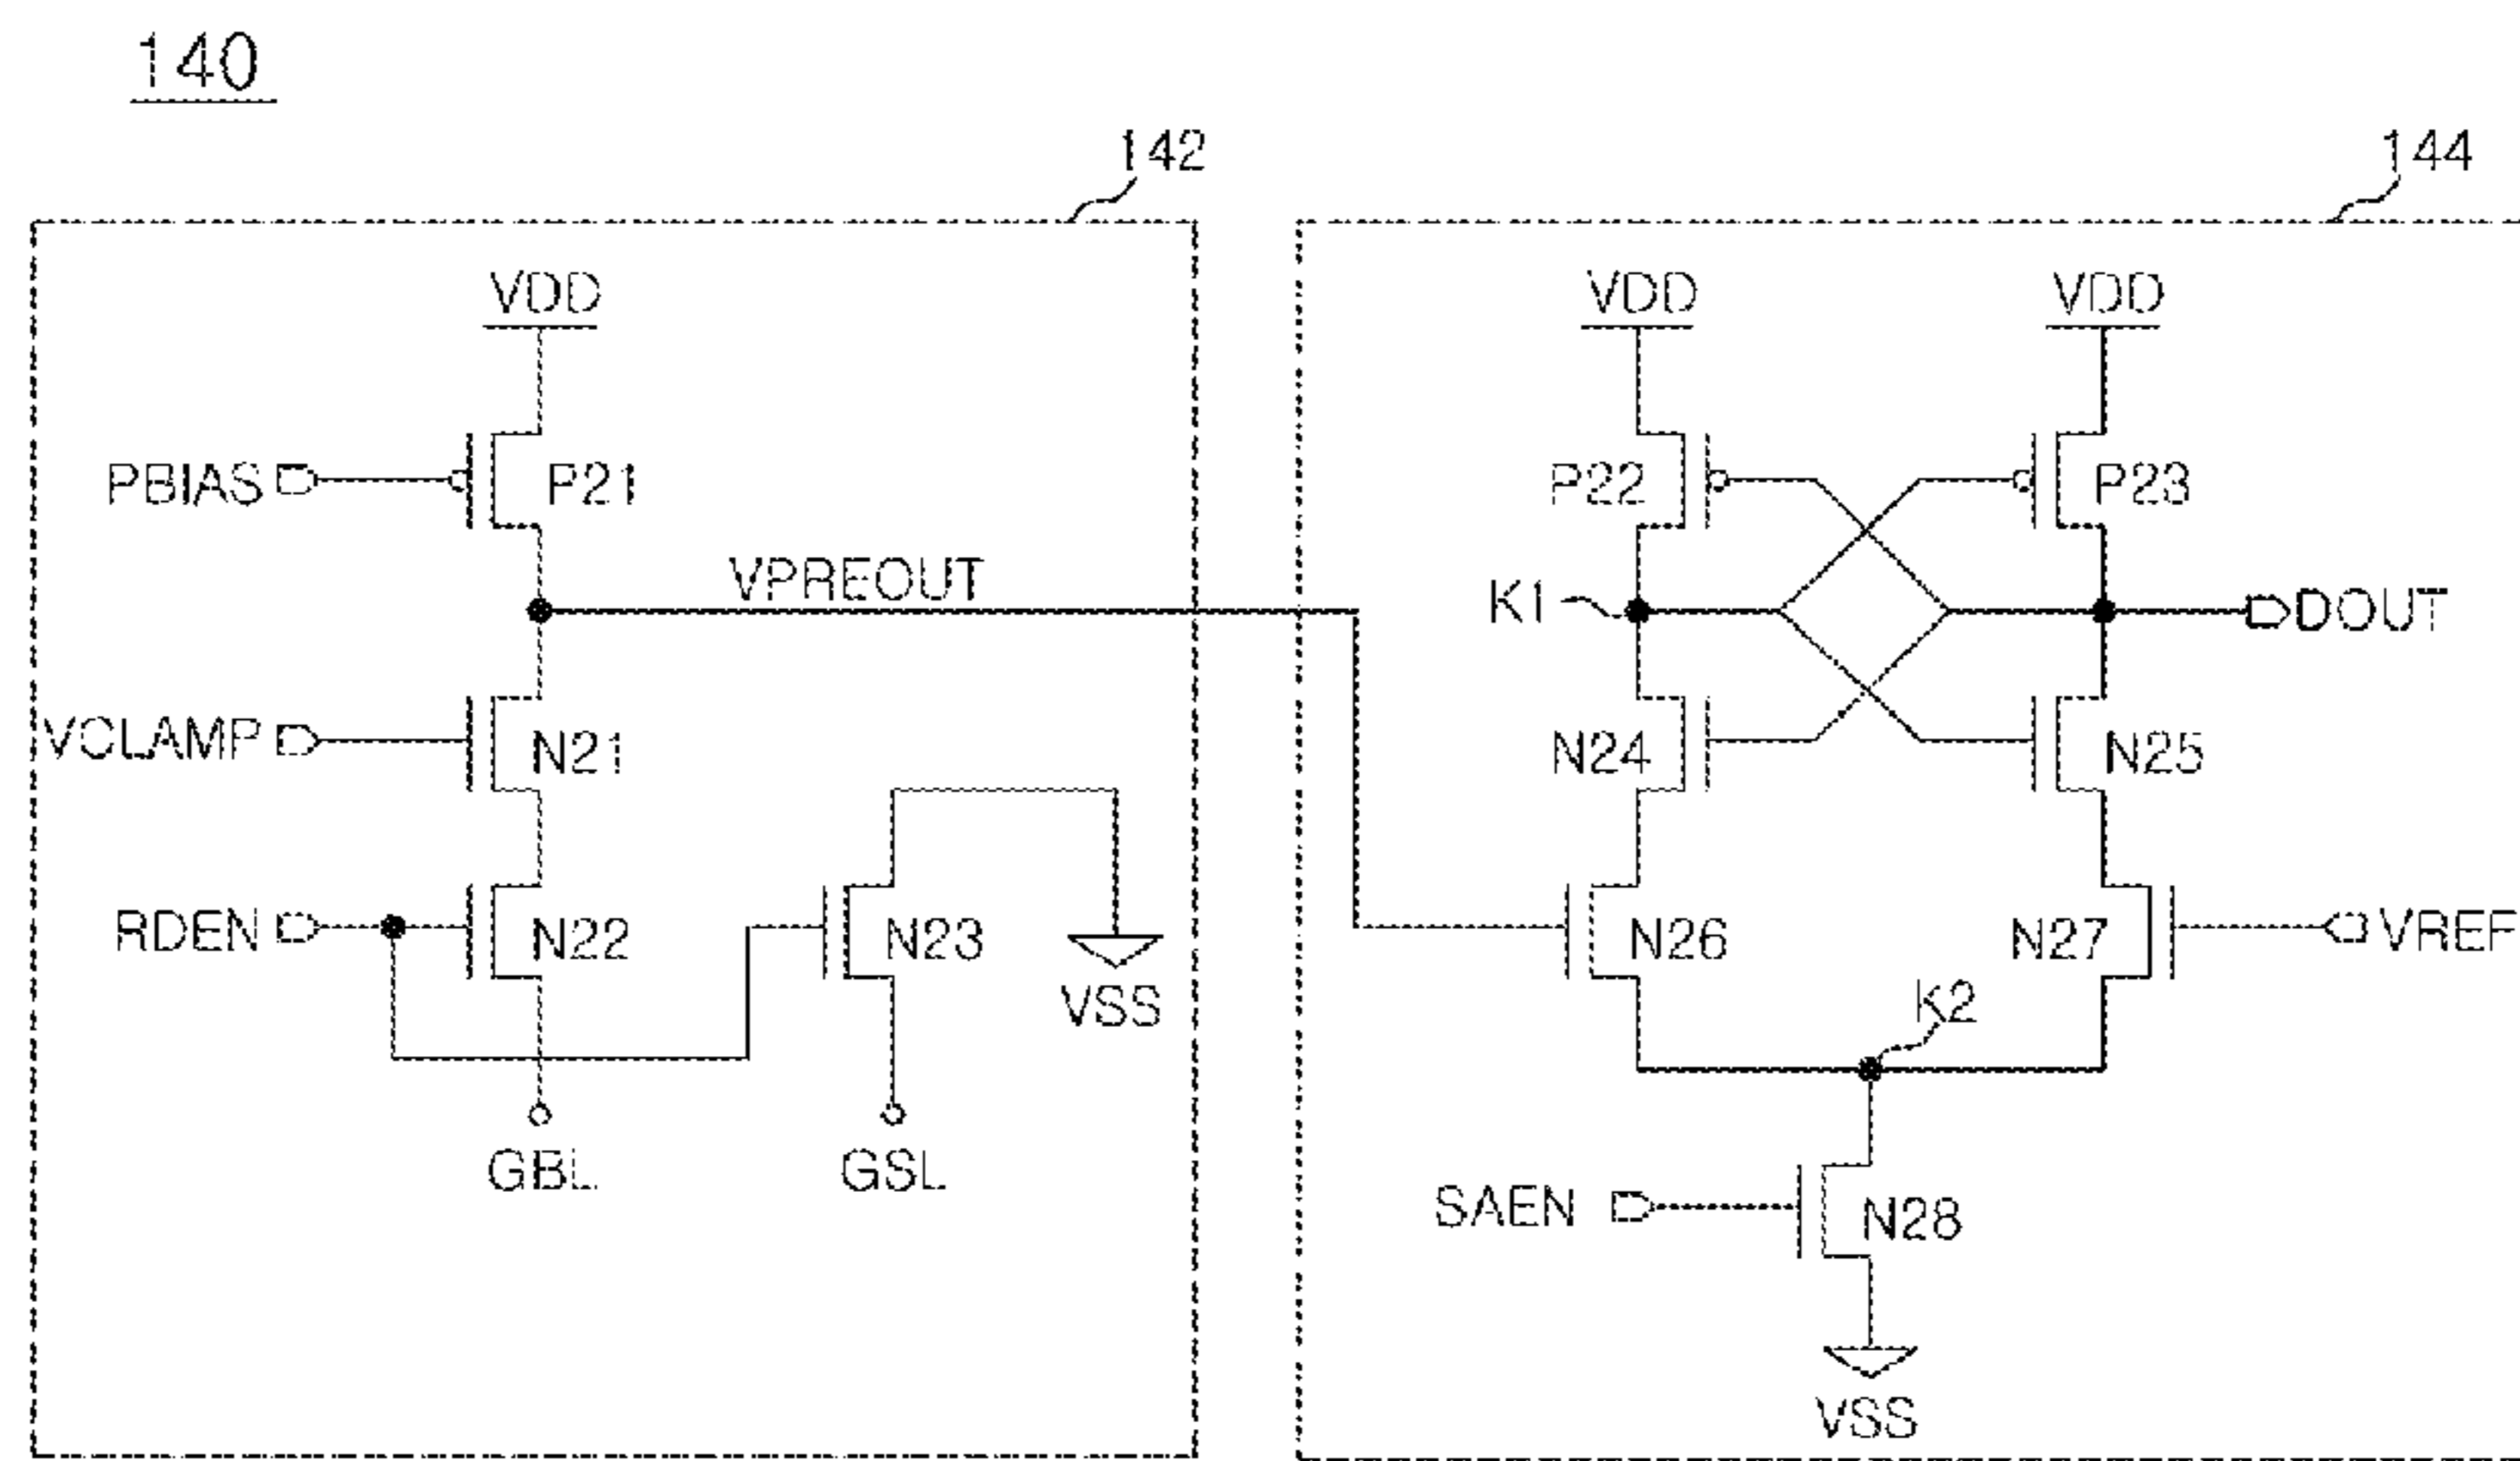 140
142
144
VDD
VDD
VDD
PBIAS
P21
P22
P23
VPREOUT
K1
DOUT
VCLAMP
N21
N24
N25
RDEN
N22
N23
N26
N27
VREF
VSS
K2
GBL
GSL
SAEN
N28
VSS